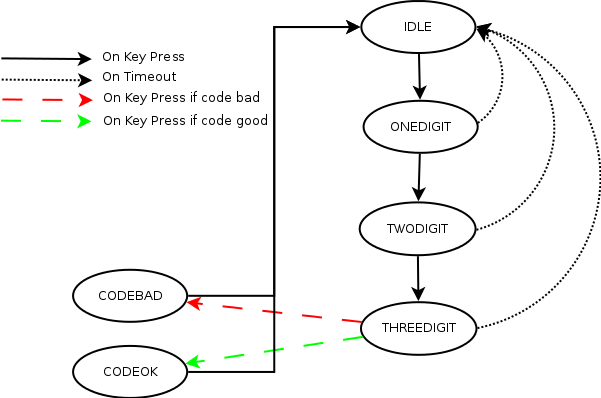 IDLE
On Key Press
On Timeout
On Key Press if code bad
On Key Press if code good
ONEDIGIT
TWODIGIT
CODEBAD
THREEDIGIT
CODEOK